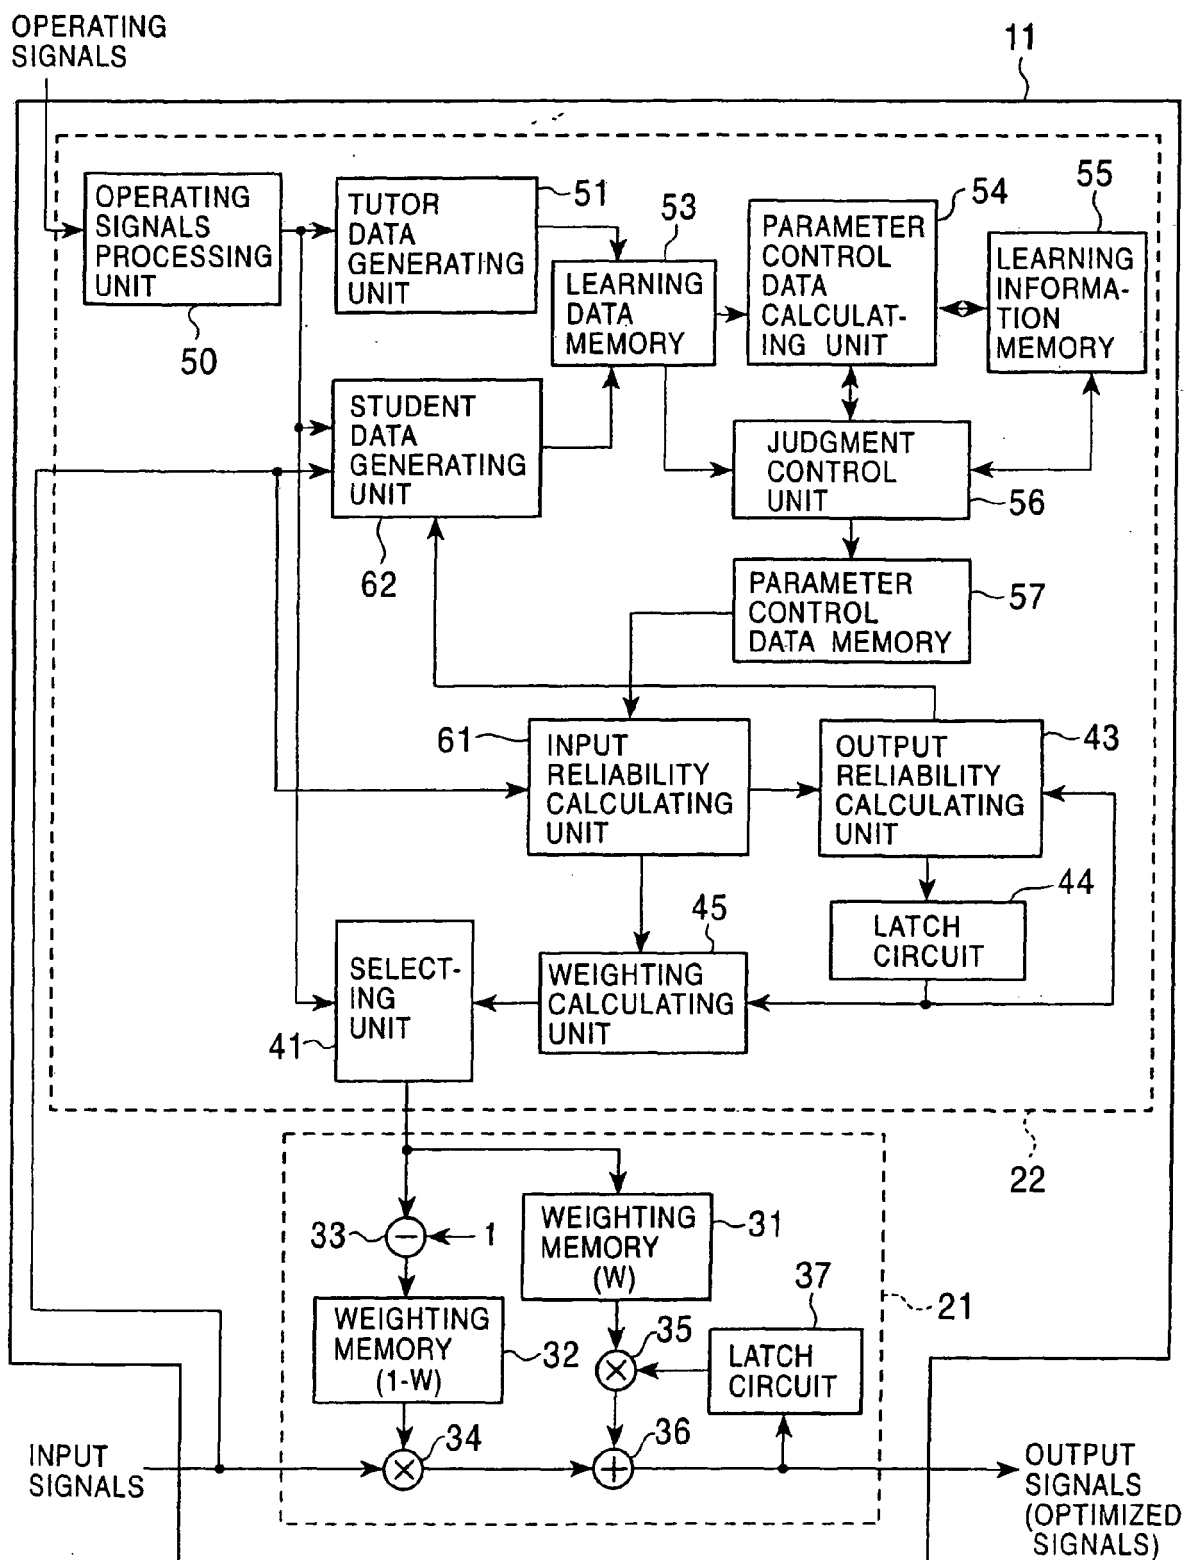 OPERATING
SIGNALS
11
OPERATING
SIGNALS
PROCESSING
UNIT
50
TUTOR
DATA
GENERATING
UNIT
51
53
LEARNING
DATA
MEMORY
54
PARAMETER
CONTROL
DATA
CALCULAT-
ING UNIT
55
LEARNING
INFORMA-
TION
MEMORY
STUDENT
DATA
GENERATING
UNIT
62
JUDGMENT
CONTROL
UNIT
56
PARAMETER
CONTROL
DATA MEMORY
57
61
INPUT
RELIABILITY
CALCULATING
UNIT
OUTPUT
RELIABILITY
CALCULATING
UNIT
43
44
LATCH
CIRCUIT
45
WEIGHTING
CALCULATING
UNIT
SELECT-
ING
UNIT
41
22
33
−
1
WEIGHTING
MEMORY
(W)
31
37
21
WEIGHTING
MEMORY
(1-W)
32
35
×
LATCH
CIRCUIT
INPUT
SIGNALS
×
34
+
36
OUTPUT
SIGNALS
(OPTIMIZED
SIGNALS)